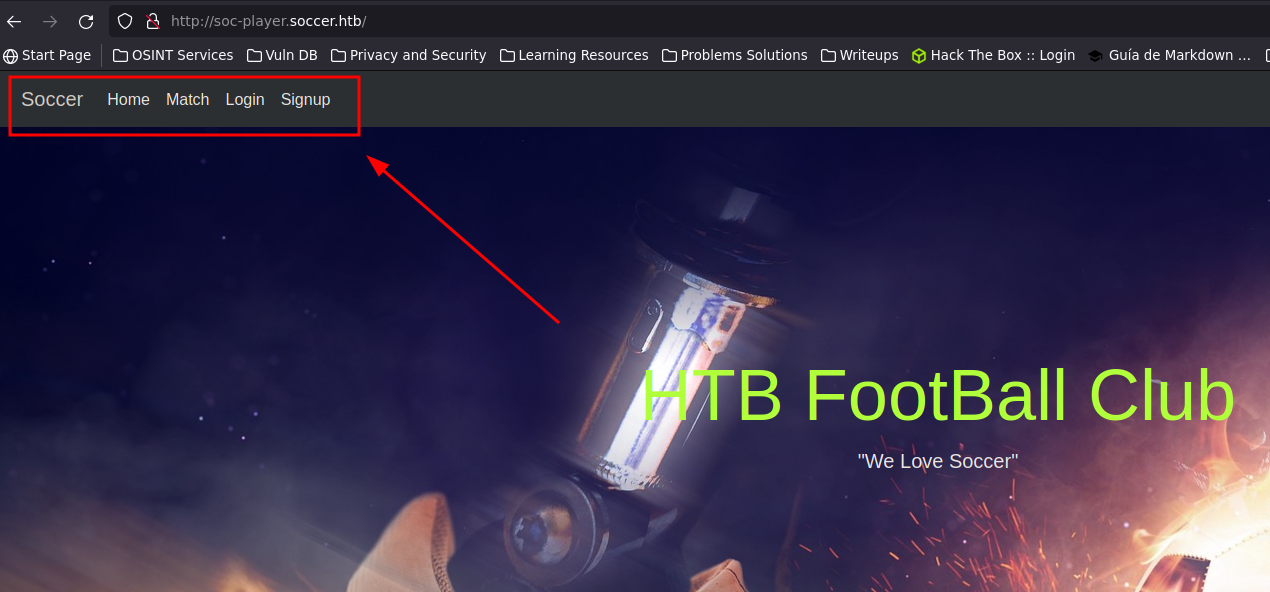 http://soc-player.soccer.htb/
Start Page OSINT Services Vuln DB Privacy and Security Learning Resources Problems Solutions Writeups Hack The Box :: Login Guía de Markdown ...
Soccer Home Match Login Signup
HTB FootBall Club
"We Love Soccer"